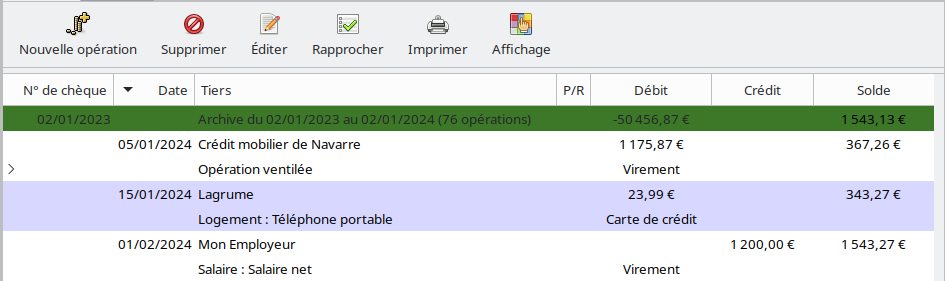 Nouvelle opération Supprimer Éditer Rapprocher Imprimer Affichage
N° de chèque Date Tiers P/R Débit Crédit Solde
02/01/2023 Archive du 02/01/2023 au 02/01/2024 (76 opérations) -50 456,87 € 1 543,13 €
05/01/2024 Crédit mobilier de Navarre 1 175,87 € 367,26 €
Opération ventilée Virement
15/01/2024 Lagrume 23,99 € 343,27 €
Logement : Téléphone portable Carte de crédit
01/02/2024 Mon Employeur 1 200,00 € 1 543,27 €
Salaire : Salaire net Virement